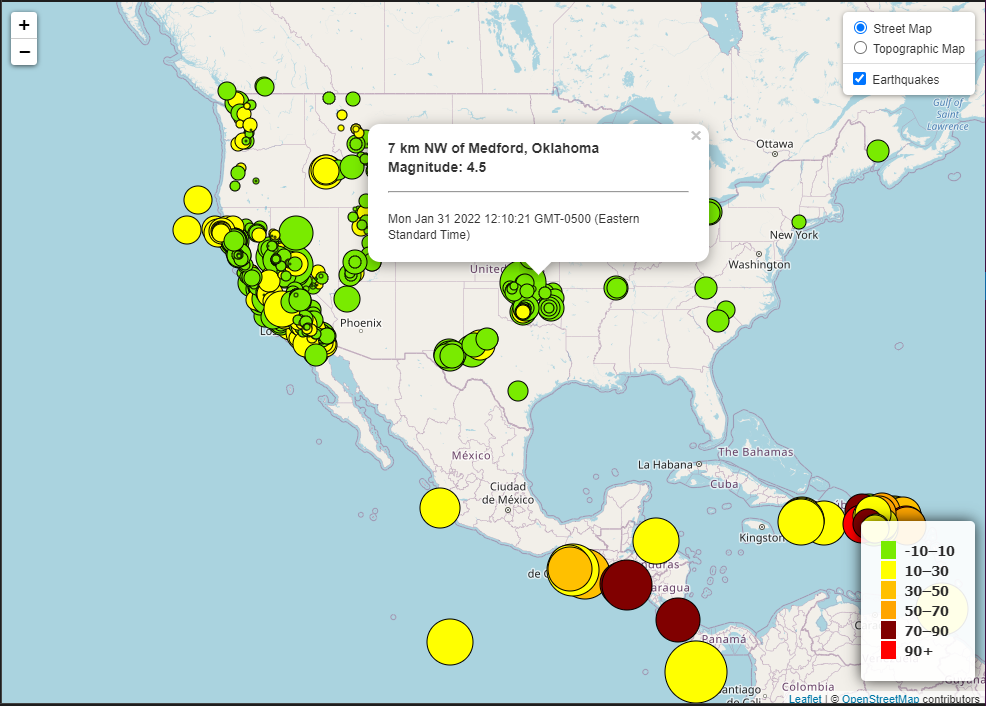 +
−
Street Map
Topographic Map
Earthquakes
Gulf of
Saint
Lawrence
Ottawa
×
7 km NW of Medford, Oklahoma
Magnitude: 4.5
Mon Jan 31 2022 12:10:21 GMT-0500 (Eastern
Standard Time)
New York
Washington
United
Phoenix
Los
México
The Bahamas
La Habana
Cuba
Ciudad
de México
Kingston
Honduras
de G
Nicaragua
Panamá
Santiago
de Cali
Colombia
-10–10
10–30
30–50
50–70
70–90
90+
Guyana
Leaflet | © OpenStreetMap contributors